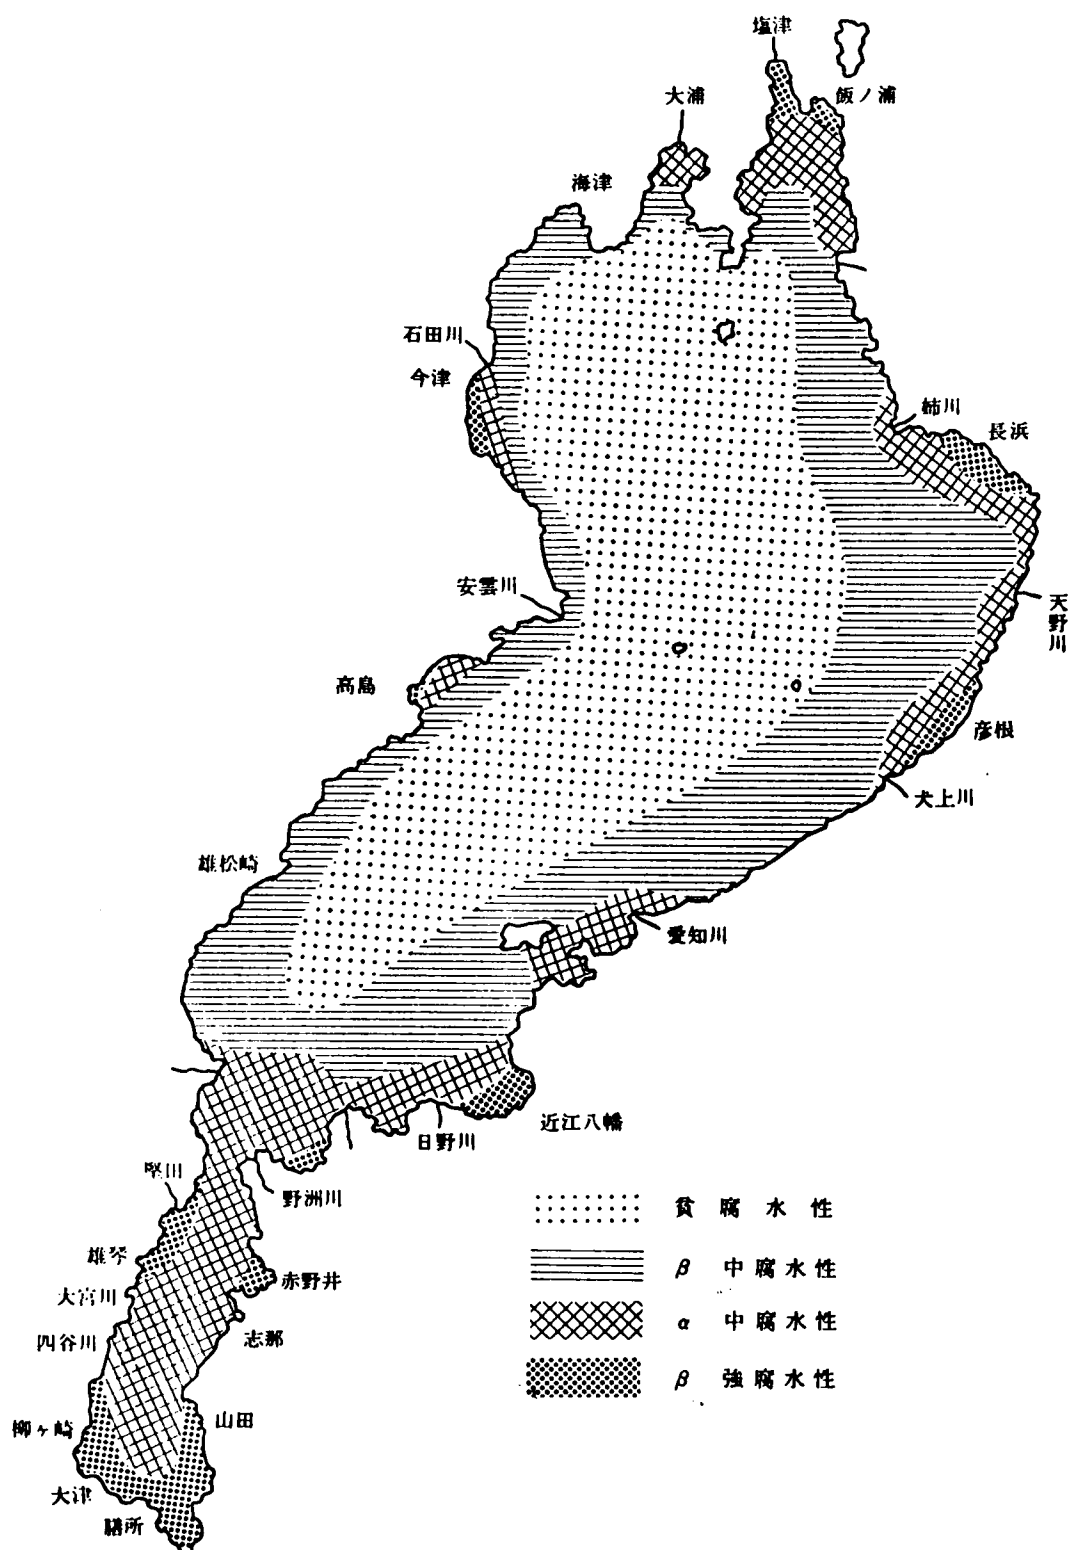 塩津
大浦
飯ノ浦
海津
石田川
今津
姉川
長浜
安曇川
天野川
高島
彦根
犬上川
雄松崎
愛知川
近江八幡
日野川
堅田
野洲川
雄琴
赤野井
大宮川
志那
四谷川
山田
柳ヶ崎
大津
膳所
貧腐水性
β 中腐水性
α 中腐水性
β 強腐水性